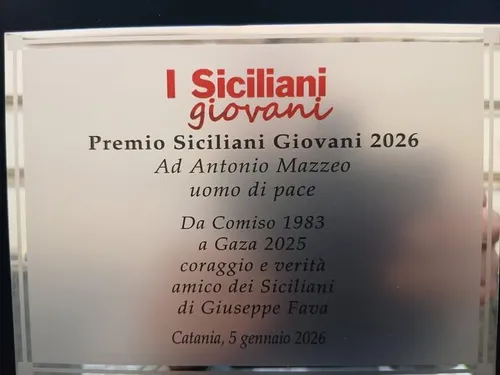 I Siciliani
giovani
Premio Siciliani Giovani 2026
Ad Antonio Mazzeo
uomo di pace
Da Comiso 1983
a Gaza 2025
coraggio e verità
amico dei Siciliani
di Giuseppe Fava
Catania, 5 gennaio 2026